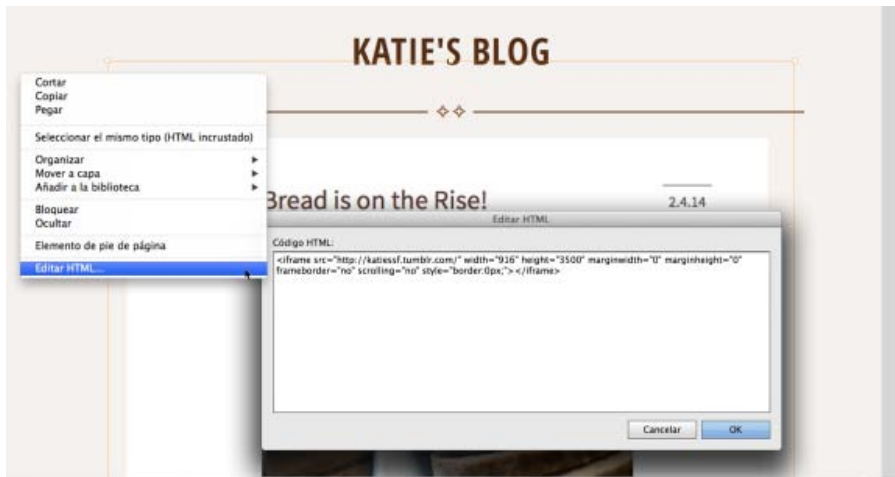 KATIE'S BLOG
Cortar
Copiar
Pegar
Seleccionar el mismo tipo (HTML incrustado)
Organizar
Mover a capa
Añadir a la biblioteca
Bloquear
Ocultar
Elemento de pie de página
Editar HTML...
Bread is on the Rise!
2.4.14
Editar HTML
Código HTML:
<iframe src="http://katiessf.tumblr.com/" width="916" height="3500" marginwidth="0" marginheight="0"
frameborder="no" scrolling="no" style="border:0px;"></iframe>
Cancelar
OK